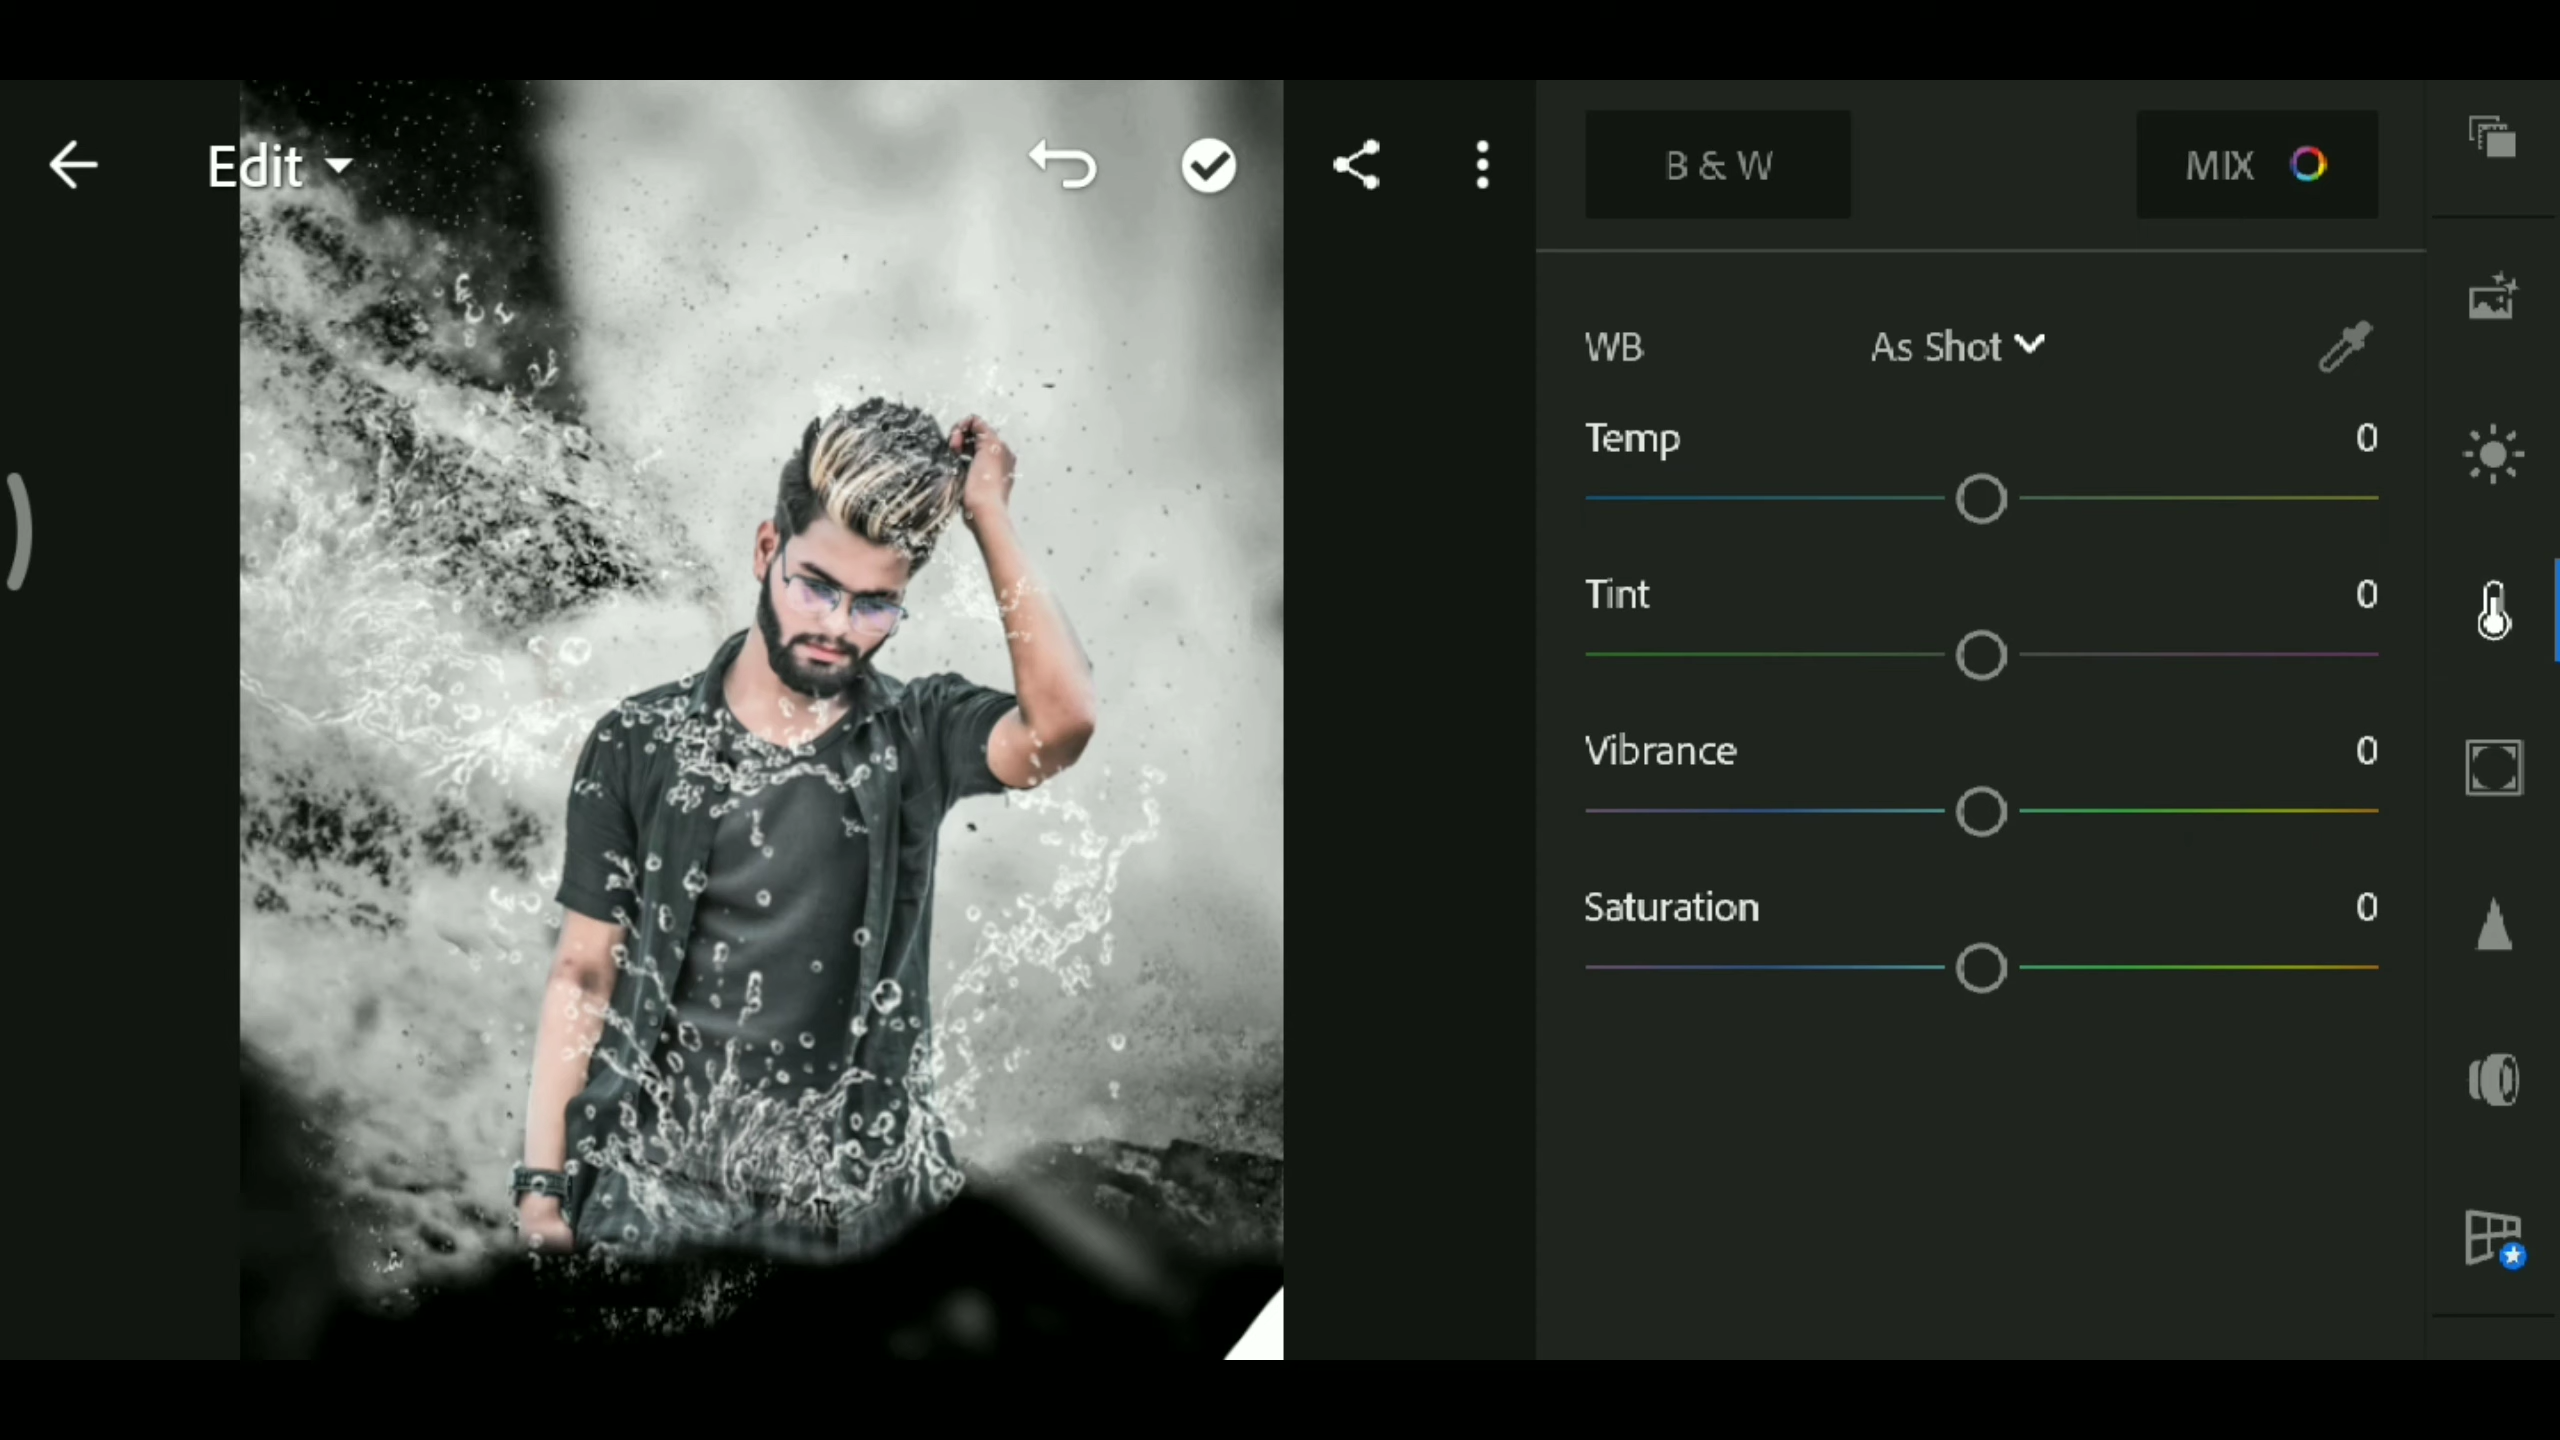 Edit
B & W
MIX
WB
As Shot
Temp 0
Tint 0
Vibrance 0
Saturation 0